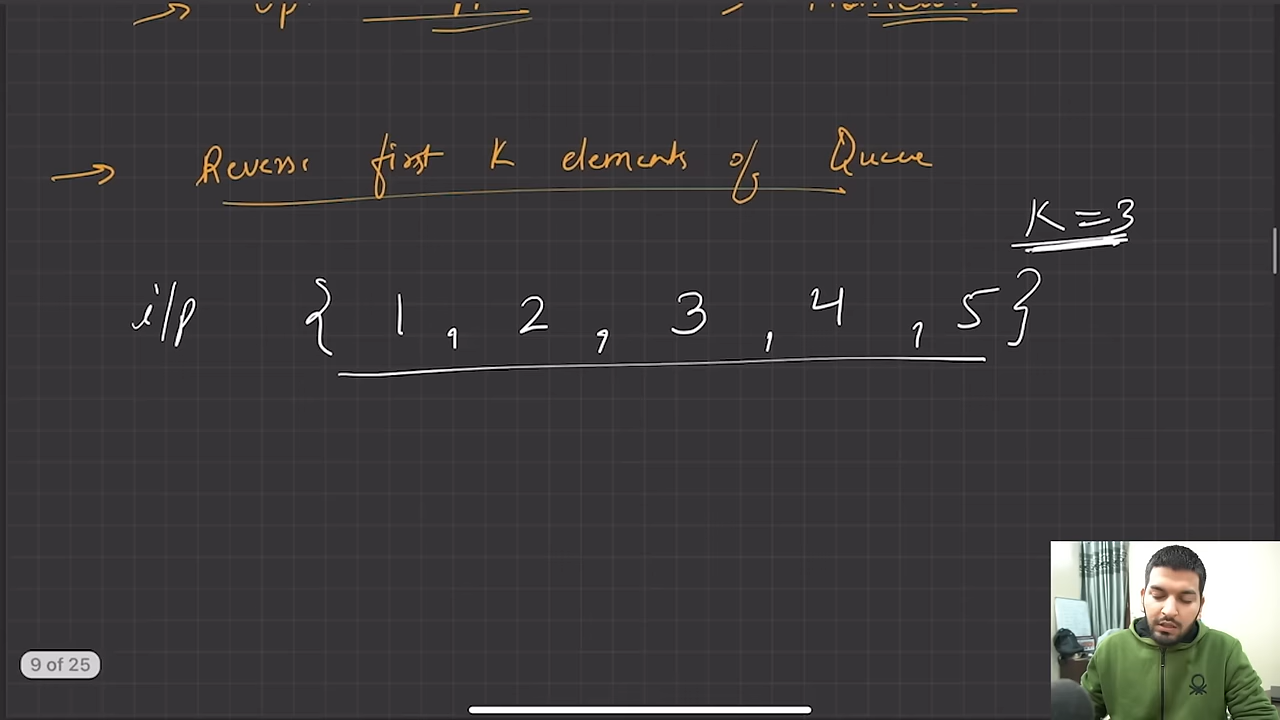 → Reverse first K elements of Queue
K = 3
i/p { 1 , 2 , 3 , 4 , 5 }
9 of 25